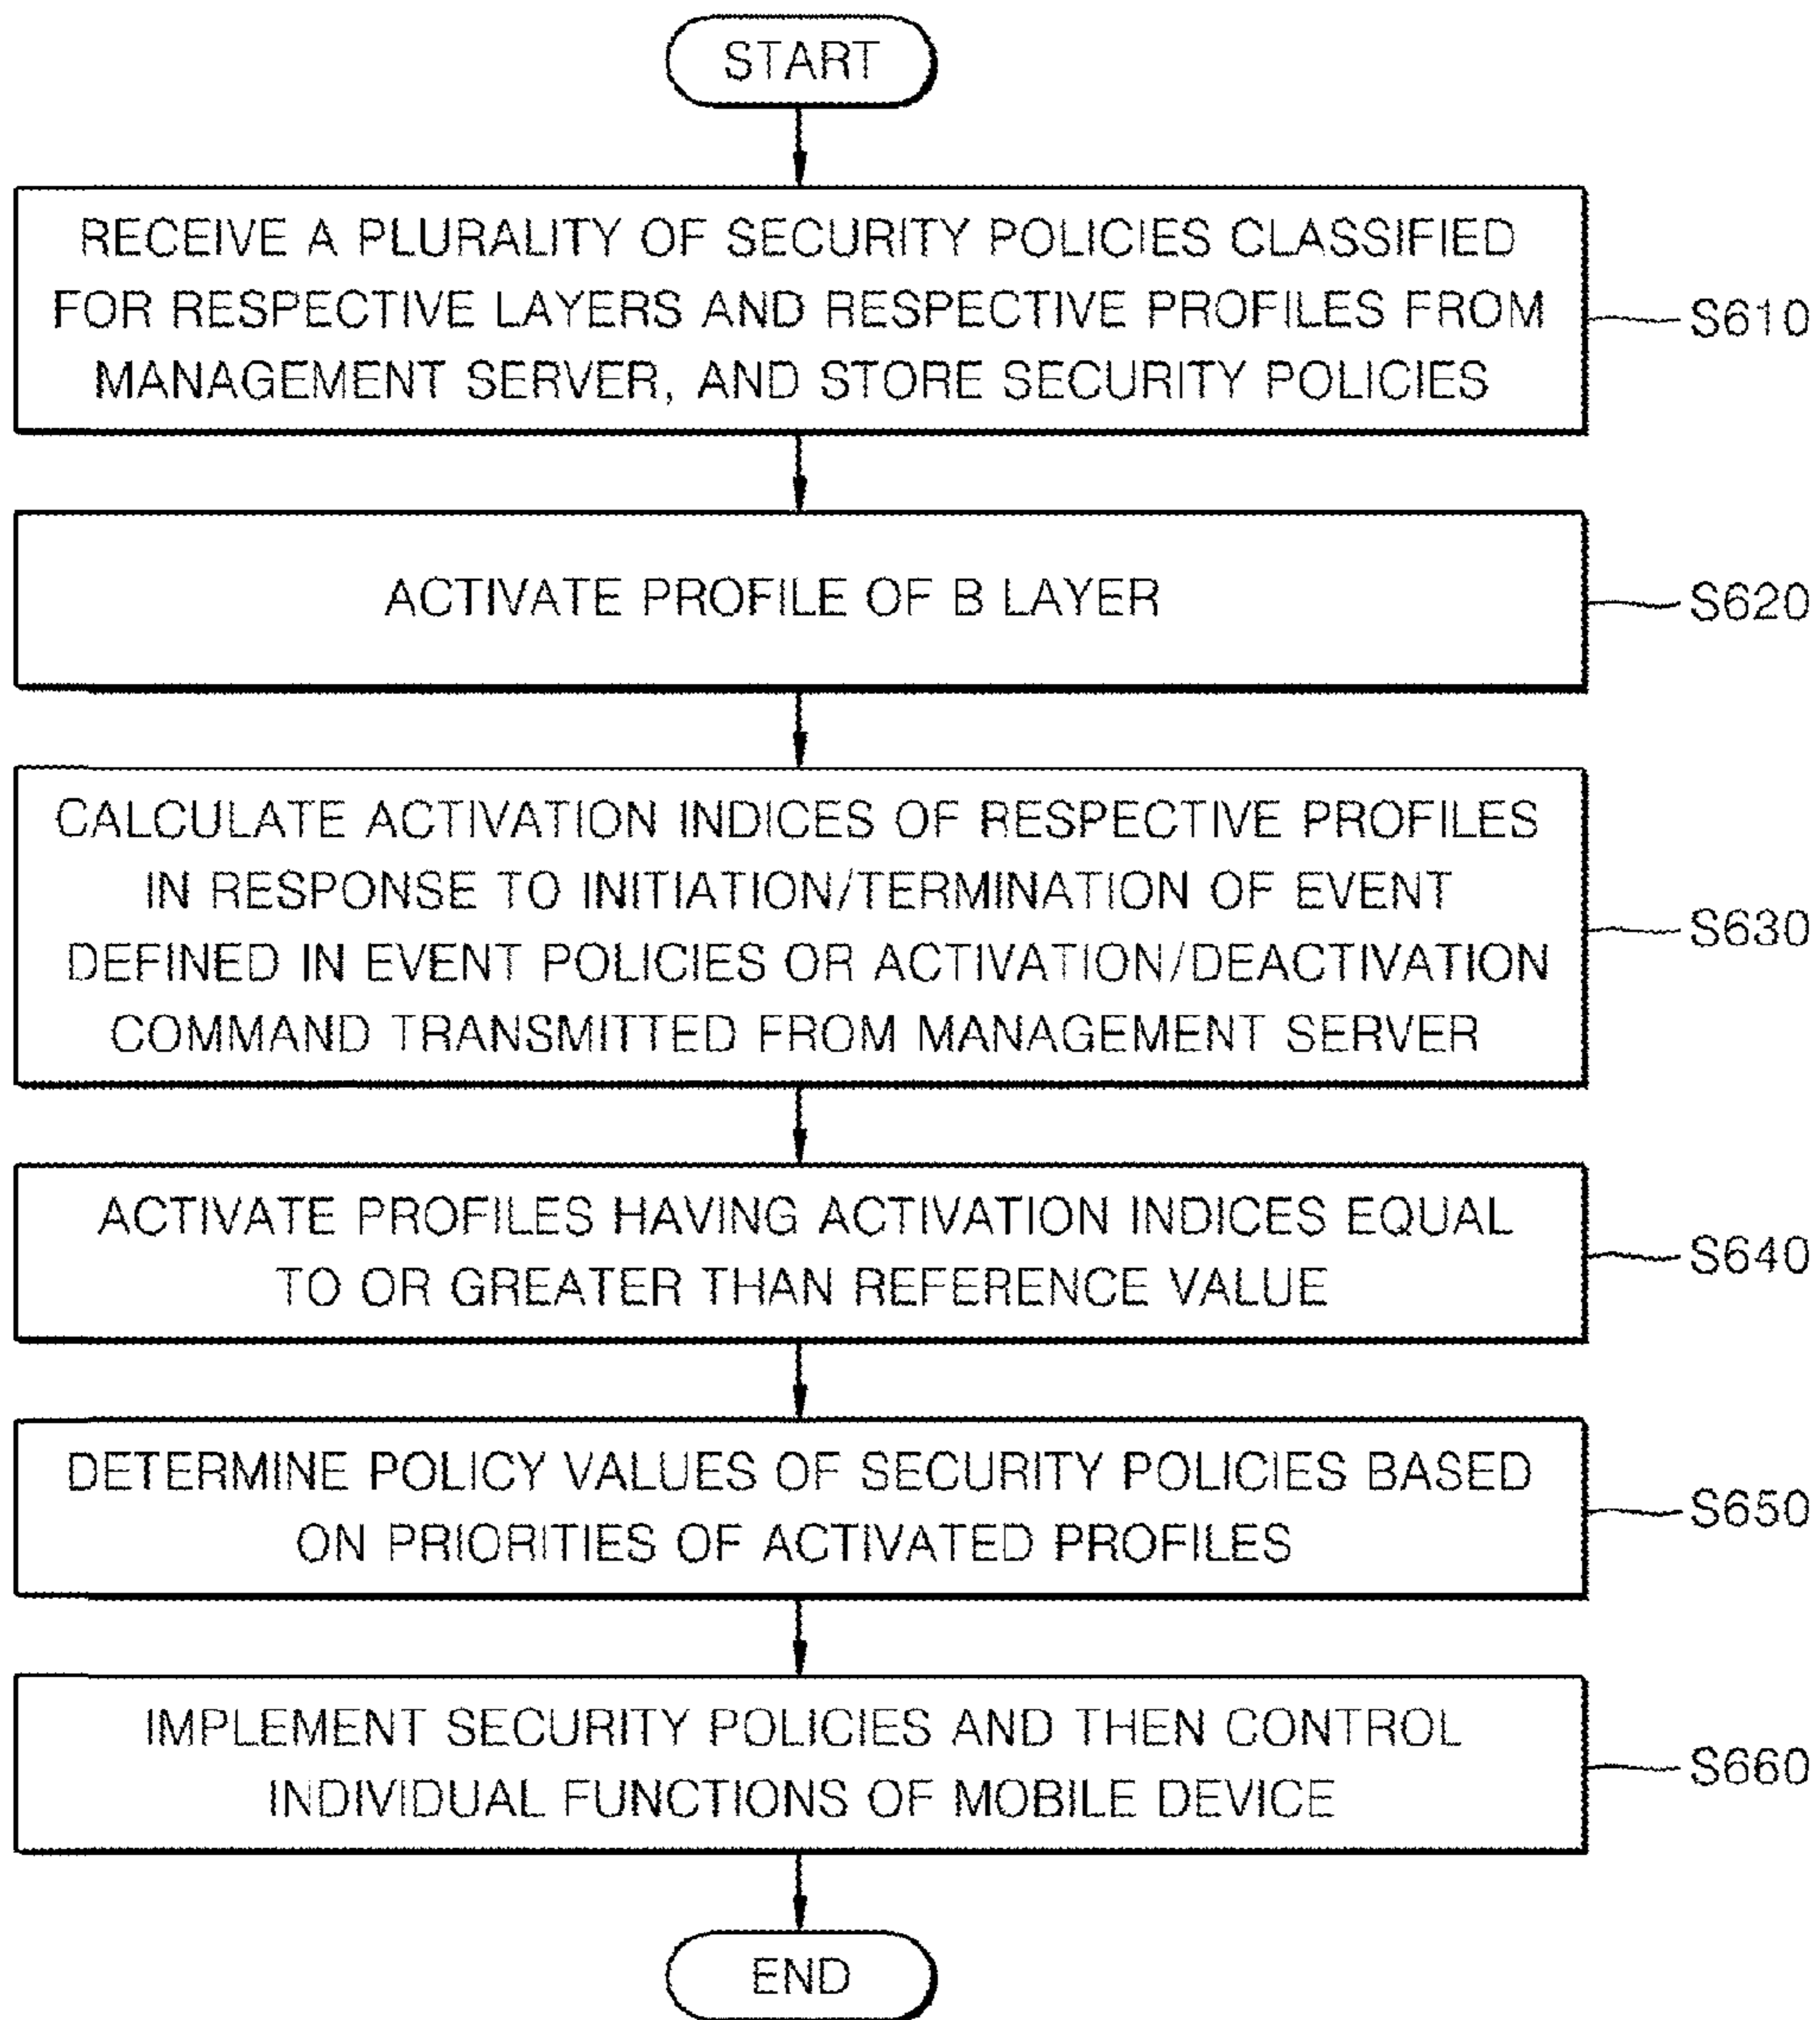 START
RECEIVE A PLURALITY OF SECURITY POLICIES CLASSIFIED
FOR RESPECTIVE LAYERS AND RESPECTIVE PROFILES FROM
MANAGEMENT SERVER, AND STORE SECURITY POLICIES
S610
ACTIVATE PROFILE OF B LAYER
S620
CALCULATE ACTIVATION INDICES OF RESPECTIVE PROFILES
IN RESPONSE TO INITIATION/TERMINATION OF EVENT
DEFINED IN EVENT POLICIES OR ACTIVATION/DEACTIVATION
COMMAND TRANSMITTED FROM MANAGEMENT SERVER
S630
ACTIVATE PROFILES HAVING ACTIVATION INDICES EQUAL
TO OR GREATER THAN REFERENCE VALUE
S640
DETERMINE POLICY VALUES OF SECURITY POLICIES BASED
ON PRIORITIES OF ACTIVATED PROFILES
S650
IMPLEMENT SECURITY POLICIES AND THEN CONTROL
INDIVIDUAL FUNCTIONS OF MOBILE DEVICE
S660
END